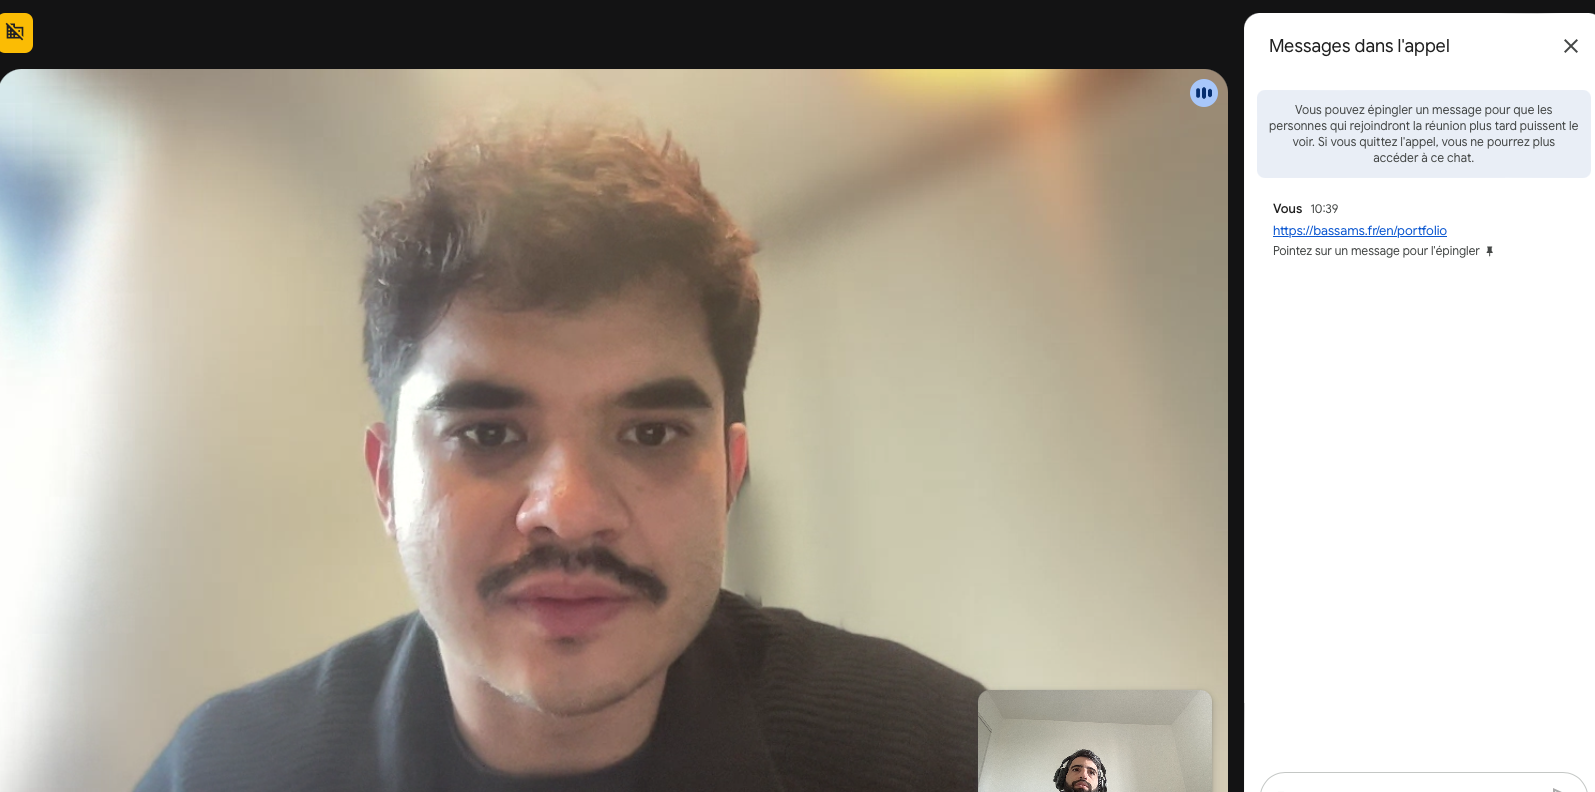 Messages dans l'appel
Vous pouvez épingler un message pour que les
personnes qui rejoindront la réunion plus tard puissent le
voir. Si vous quittez l'appel, vous ne pourrez plus
accéder à ce chat.
Vous 10:39
https://bassams.fr/en/portfolio
Pointez sur un message pour l'épingler